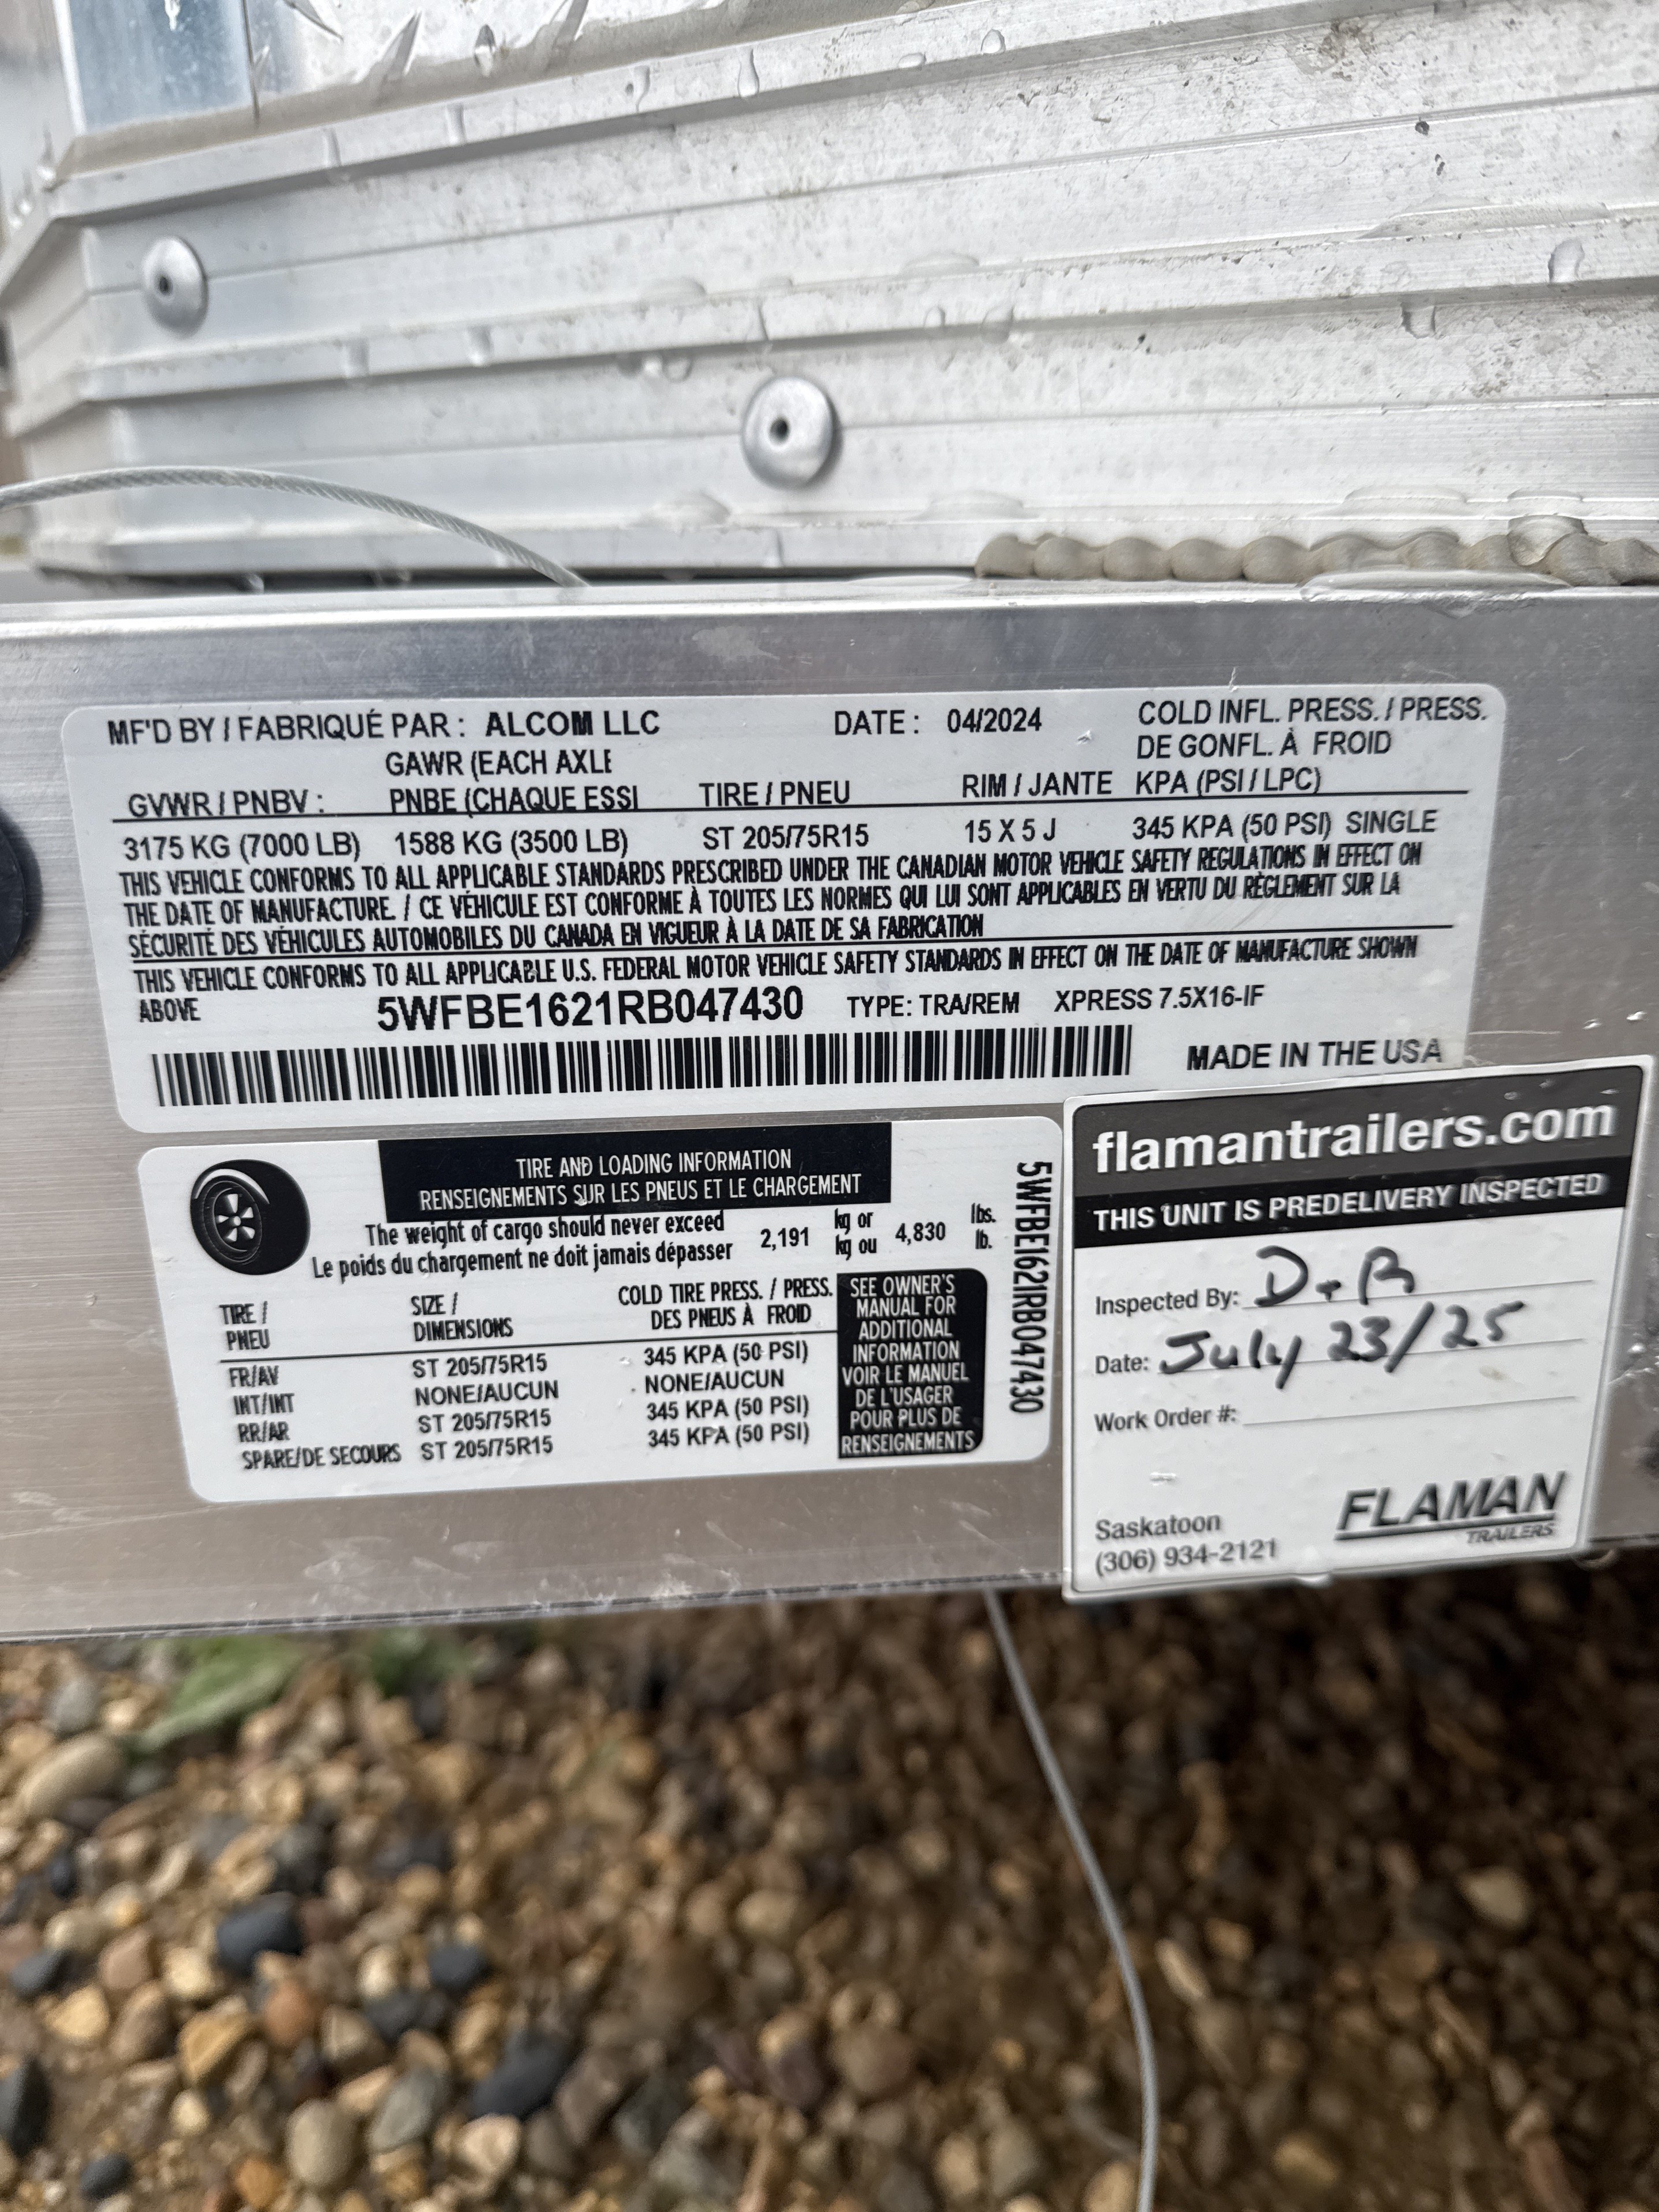 MF'D BY / FABRIQUÉ PAR : ALCOM LLC DATE : 04/2024 COLD INFL. PRESS. / PRESS.
DE GONFL. À FROID
GAWR (EACH AXLE
GVWR / PNBV : PNBE (CHAQUE ESSI TIRE / PNEU RIM / JANTE KPA (PSI / LPC)
3175 KG (7000 LB) 1588 KG (3500 LB) ST 205/75R15 15 X 5 J 345 KPA (50 PSI) SINGLE
THIS VEHICLE CONFORMS TO ALL APPLICABLE STANDARDS PRESCRIBED UNDER THE CANADIAN MOTOR VEHICLE SAFETY REGULATIONS IN EFFECT ON
THE DATE OF MANUFACTURE. / CE VÉHICULE EST CONFORME À TOUTES LES NORMES QUI LUI SONT APPLICABLES EN VERTU DU RÈGLEMENT SUR LA
SÉCURITÉ DES VÉHICULES AUTOMOBILES DU CANADA EN VIGUEUR À LA DATE DE SA FABRICATION
THIS VEHICLE CONFORMS TO ALL APPLICABLE U.S. FEDERAL MOTOR VEHICLE SAFETY STANDARDS IN EFFECT ON THE DATE OF MANUFACTURE SHOWN
ABOVE 5WFBE1621RB047430 TYPE: TRA/REM XPRESS 7.5X16-IF
MADE IN THE USA
TIRE AND LOADING INFORMATION
RENSEIGNEMENTS SUR LES PNEUS ET LE CHARGEMENT
The weight of cargo should never exceed 2,191 kg or 4,830 lbs.
Le poids du chargement ne doit jamais dépasser kg ou lb.
TIRE / SIZE / COLD TIRE PRESS. / PRESS.
PNEU DIMENSIONS DES PNEUS À FROID
FR/AV ST 205/75R15 345 KPA (50 PSI)
INT/INT NONE/AUCUN NONE/AUCUN
RR/AR ST 205/75R15 345 KPA (50 PSI)
SPARE/DE SECOURS ST 205/75R15 345 KPA (50 PSI)
SEE OWNER'S
MANUAL FOR
ADDITIONAL
INFORMATION
VOIR LE MANUEL
DE L'USAGER
POUR PLUS DE
RENSEIGNEMENTS
5WFBE1621RB047430
flamantrailers.com
THIS UNIT IS PREDELIVERY INSPECTED
Inspected By: D+R
Date: July 23/25
Work Order #:
Saskatoon
(306) 934-2121
FLAMAN
TRAILERS